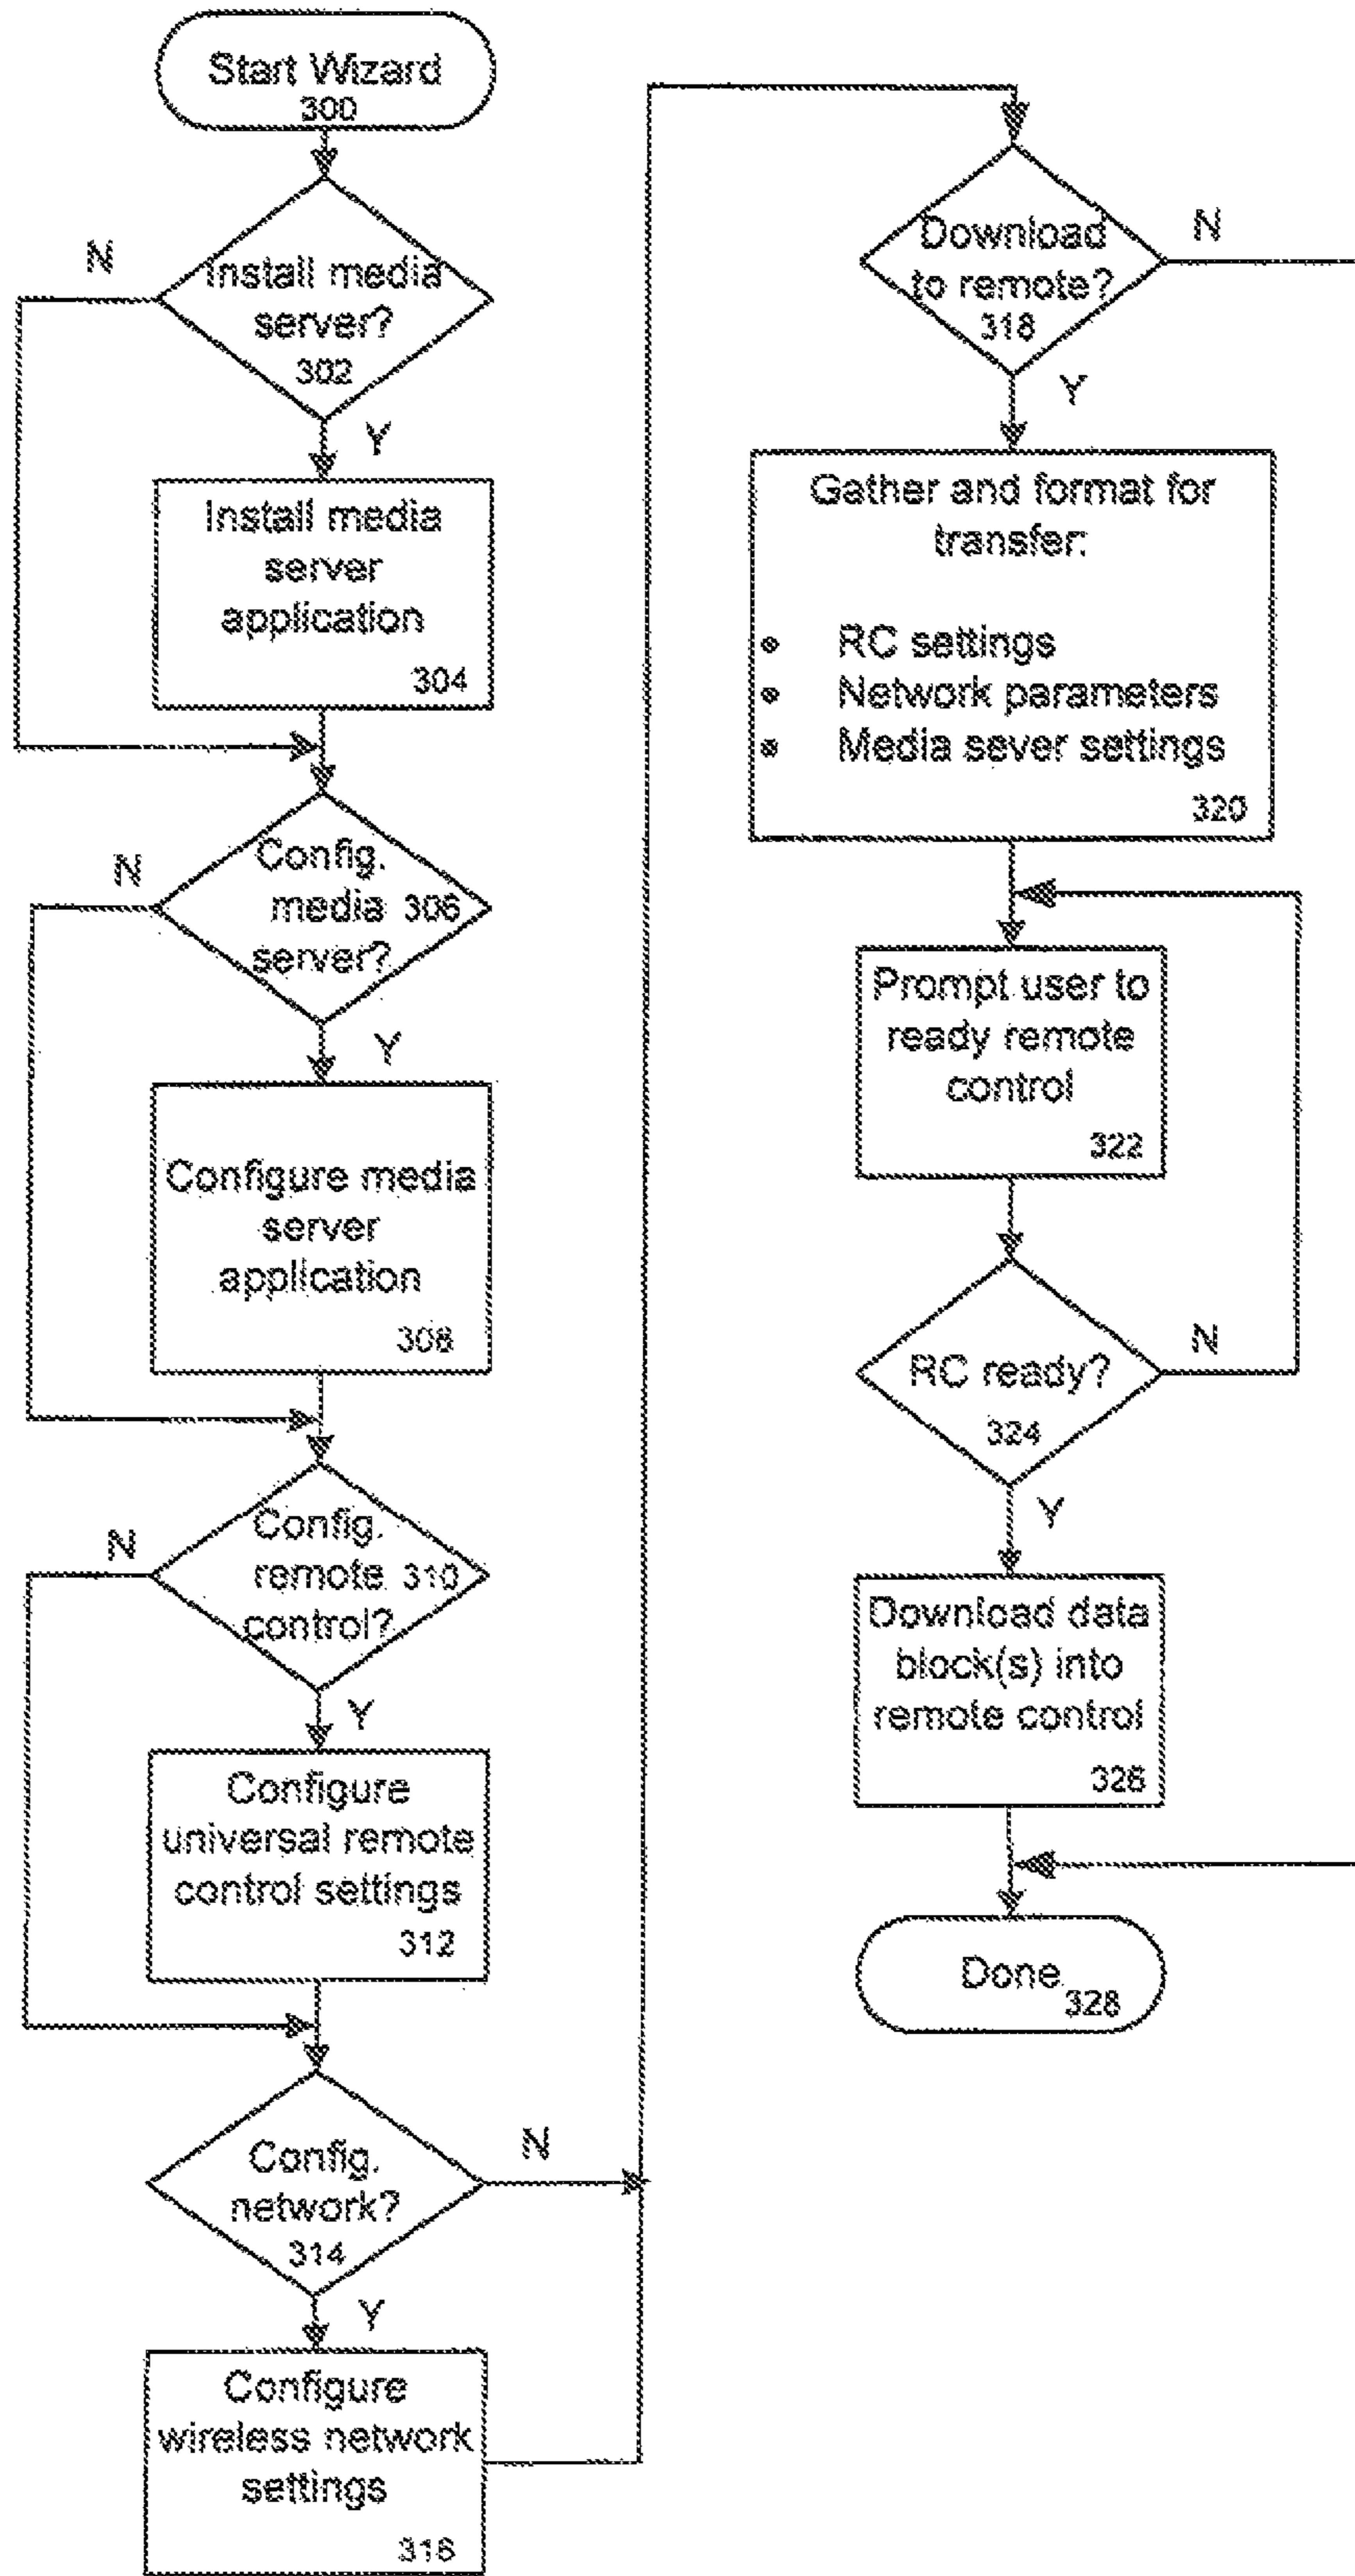 Start Wizard
300
N
Install media
server?
302
Y
Install media
server
application
304
N
Config.
media 306
server?
Y
Configure media
server
application
308
N
Config.
remote 310
control?
Y
Configure
universal remote
control settings
312
Config.
network?
314
N
Y
Configure
wireless network
settings
316
Download
to remote?
318
N
Y
Gather and format for
transfer:
• RC settings
• Network parameters
• Media sever settings
320
Prompt user to
ready remote
control
322
RC ready?
324
N
Y
Download data
block(s) into
remote control
326
Done
328